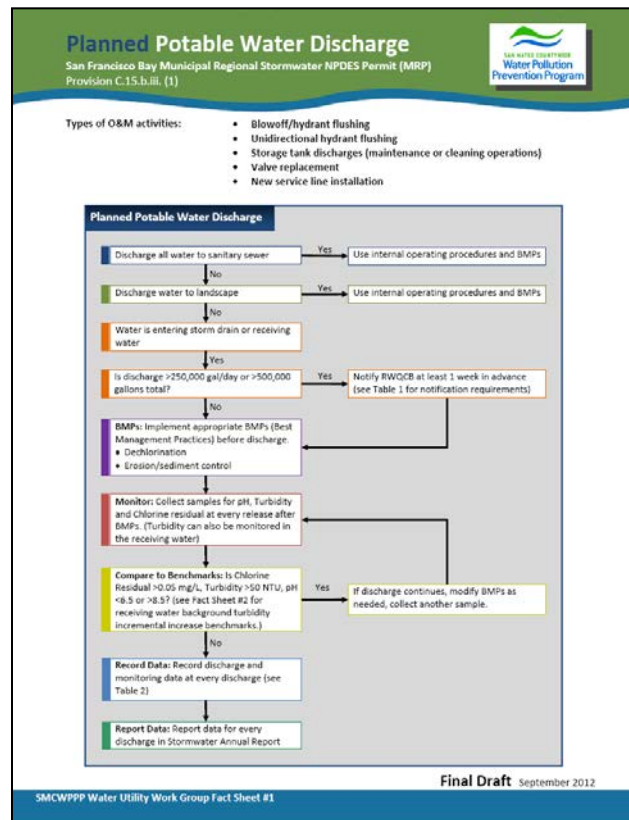 Planned Potable Water Discharge
San Francisco Bay Municipal Regional Stormwater NPDES Permit (MRP)
Provision C.15.b.iii. (1)
SAN MATEO COUNTYWIDE
Water Pollution
Prevention Program
Types of O&M activities:
• Blowoff/hydrant flushing
• Unidirectional hydrant flushing
• Storage tank discharges (maintenance or cleaning operations)
• Valve replacement
• New service line installation
Planned Potable Water Discharge
Discharge all water to sanitary sewer
Yes
Use internal operating procedures and BMPs
No
Discharge water to landscape
Yes
Use internal operating procedures and BMPs
No
Water is entering storm drain or receiving
water
Yes
Is discharge >250,000 gal/day or >500,000
gallons total?
Yes
Notify RWQCB at least 1 week in advance
(see Table 1 for notification requirements)
No
BMPs: Implement appropriate BMPs (Best
Management Practices) before discharge.
• Dechlorination
• Erosion/sediment control
Monitor: Collect samples for pH, Turbidity
and Chlorine residual at every release after
BMPs. (Turbidity can also be monitored in
the receiving water)
Compare to Benchmarks: Is Chlorine
Residual >0.05 mg/L, Turbidity >50 NTU, pH
<6.5 or >8.5? (see Fact Sheet #2 for
receiving water background turbidity
incremental increase benchmarks.)
Yes
If discharge continues, modify BMPs as
needed, collect another sample.
No
Record Data: Record discharge and
monitoring data at every discharge (see
Table 2)
Report Data: Report data for every
discharge in Stormwater Annual Report
Final Draft September 2012
SMCWPPP Water Utility Work Group Fact Sheet #1